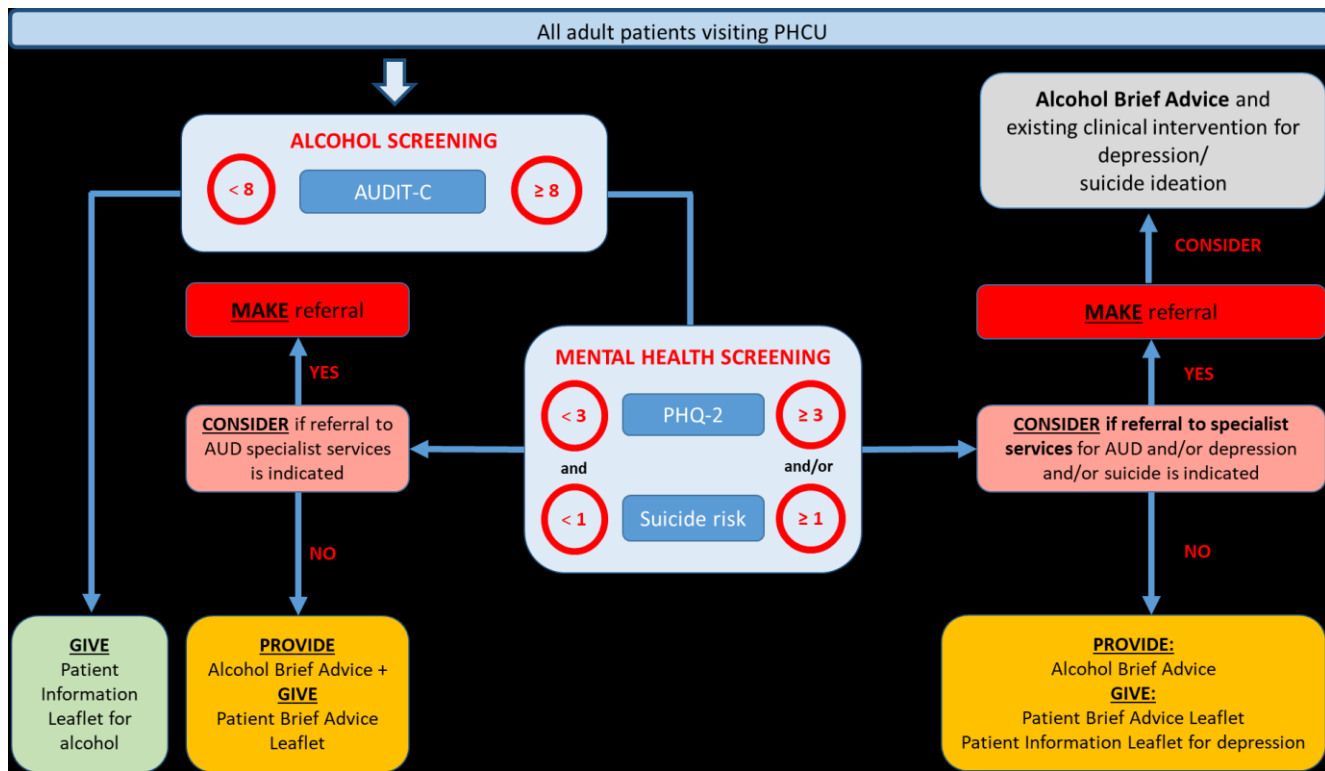 All adult patients visiting PHCU
ALCOHOL SCREENING
< 8
AUDIT-C
≥ 8
Alcohol Brief Advice and
existing clinical intervention for
depression/
suicide ideation
CONSIDER
MAKE referral
MAKE referral
YES
YES
MENTAL HEALTH SCREENING
< 3
PHQ-2
≥ 3
and
and/or
< 1
Suicide risk
≥ 1
CONSIDER if referral to
AUD specialist services
is indicated
CONSIDER if referral to specialist
services for AUD and/or depression
and/or suicide is indicated
NO
NO
GIVE
Patient
Information
Leaflet for
alcohol
PROVIDE
Alcohol Brief Advice +
GIVE
Patient Brief Advice
Leaflet
PROVIDE:
Alcohol Brief Advice
GIVE:
Patient Brief Advice Leaflet
Patient Information Leaflet for depression